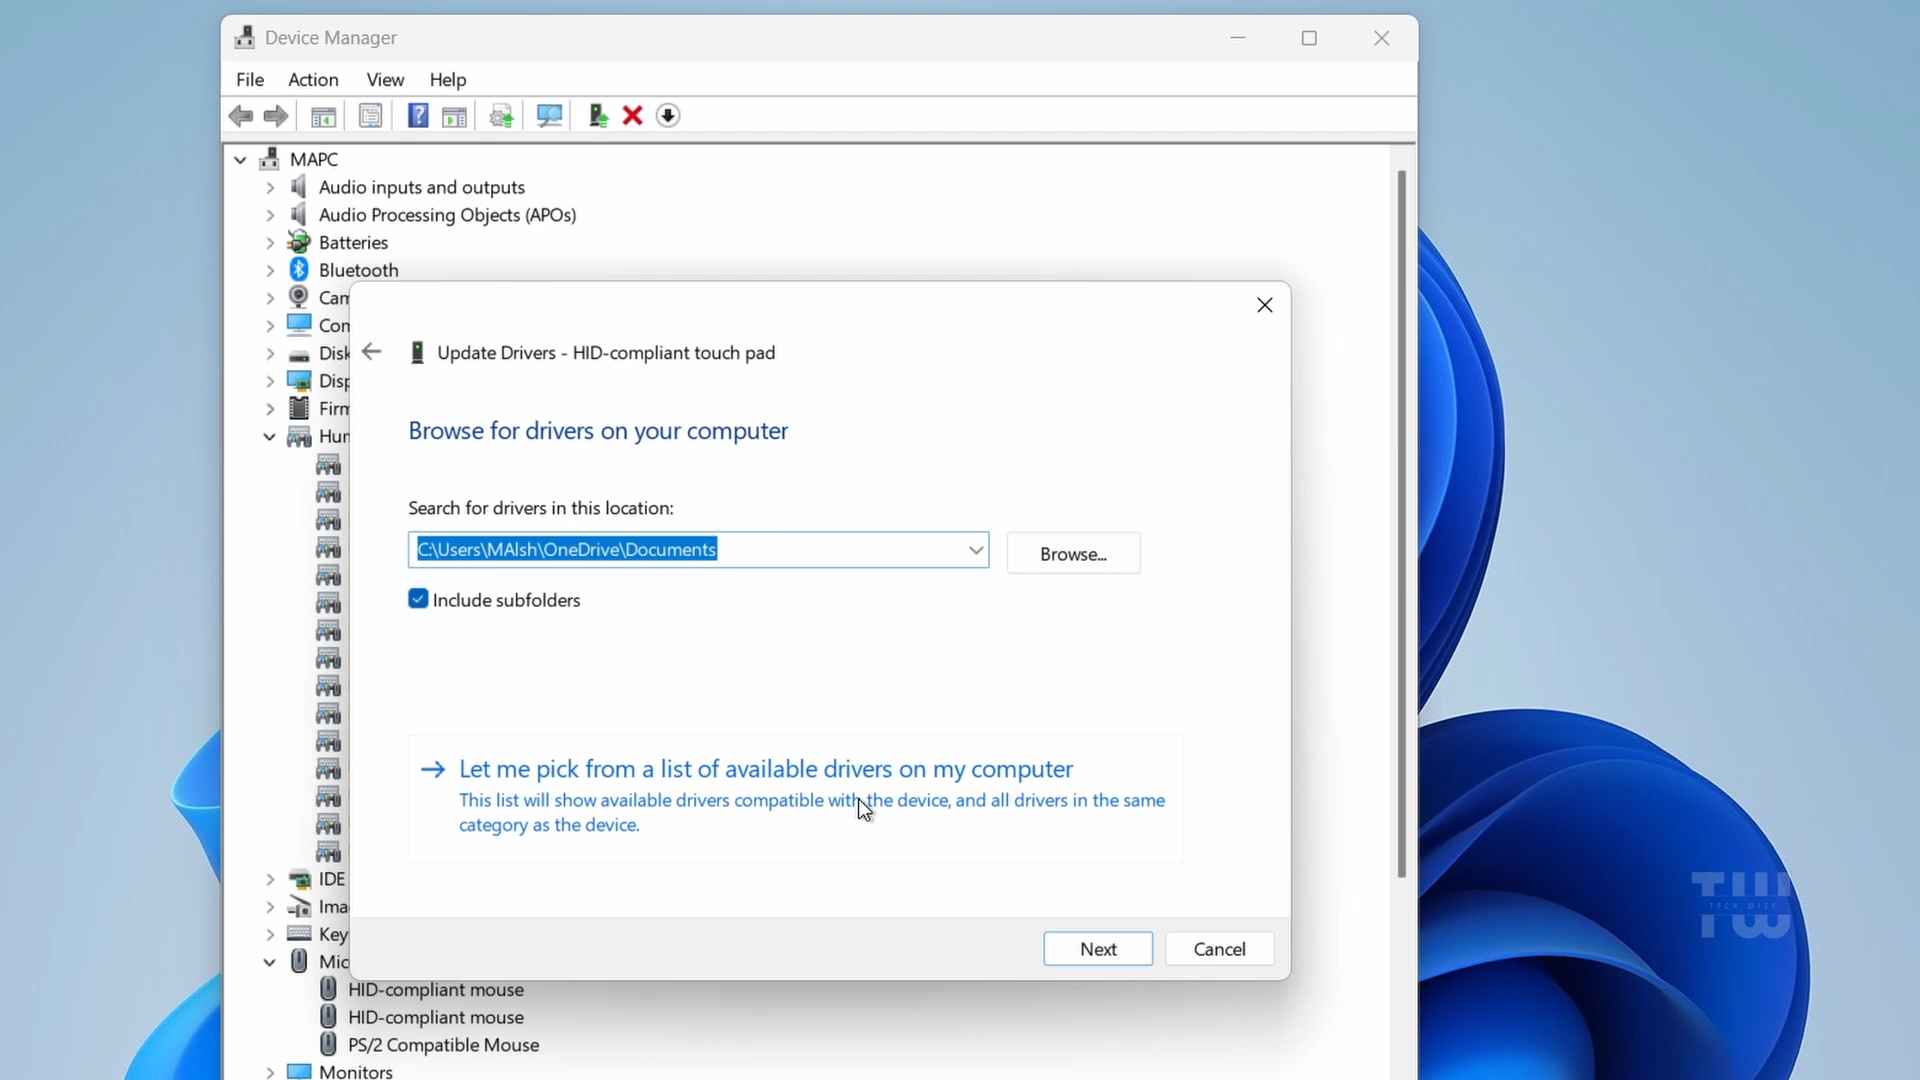 Device Manager
File Action View Help
MAPC
Audio inputs and outputs
Audio Processing Objects (APOs)
Batteries
Bluetooth
Cam
Com
Disk
Disp
Firm
Hum
Update Drivers - HID-compliant touch pad
Browse for drivers on your computer
Search for drivers in this location:
C:\Users\MAlsh\OneDrive\Documents
Browse...
Include subfolders
Let me pick from a list of available drivers on my computer
This list will show available drivers compatible with the device, and all drivers in the same
category as the device.
IDE
Ima
Key
Mic
Next Cancel
HID-compliant mouse
HID-compliant mouse
PS/2 Compatible Mouse
Monitors
TW
TECH WISE